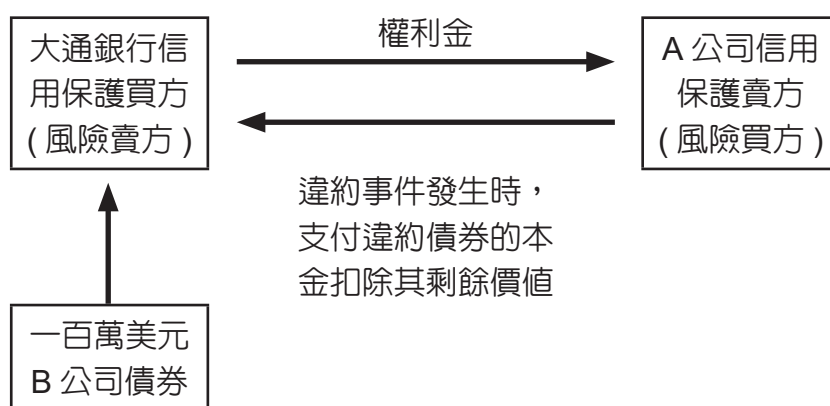 大通銀行信
用保護買方
( 風險賣方 )
權利金
A 公司信用
保護賣方
( 風險買方 )
違約事件發生時，
支付違約債券的本
金扣除其剩餘價值
一百萬美元
B 公司債券